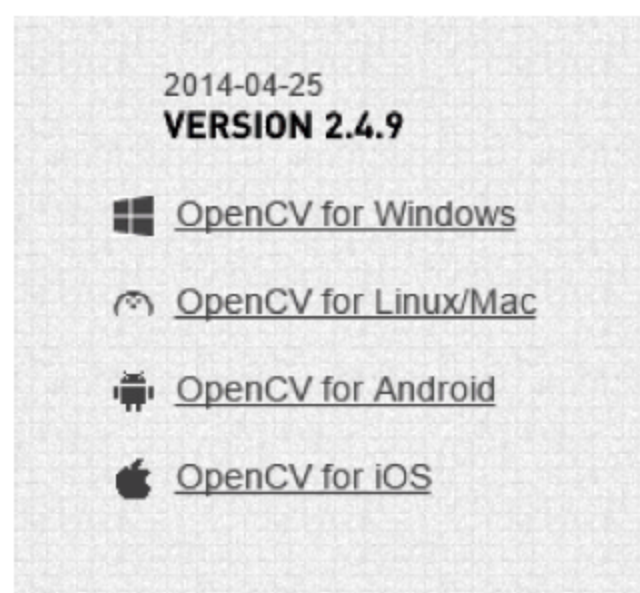 2014-04-25
VERSION 2.4.9
OpenCV for Windows
OpenCV for Linux/Mac
OpenCV for Android
OpenCV for iOS